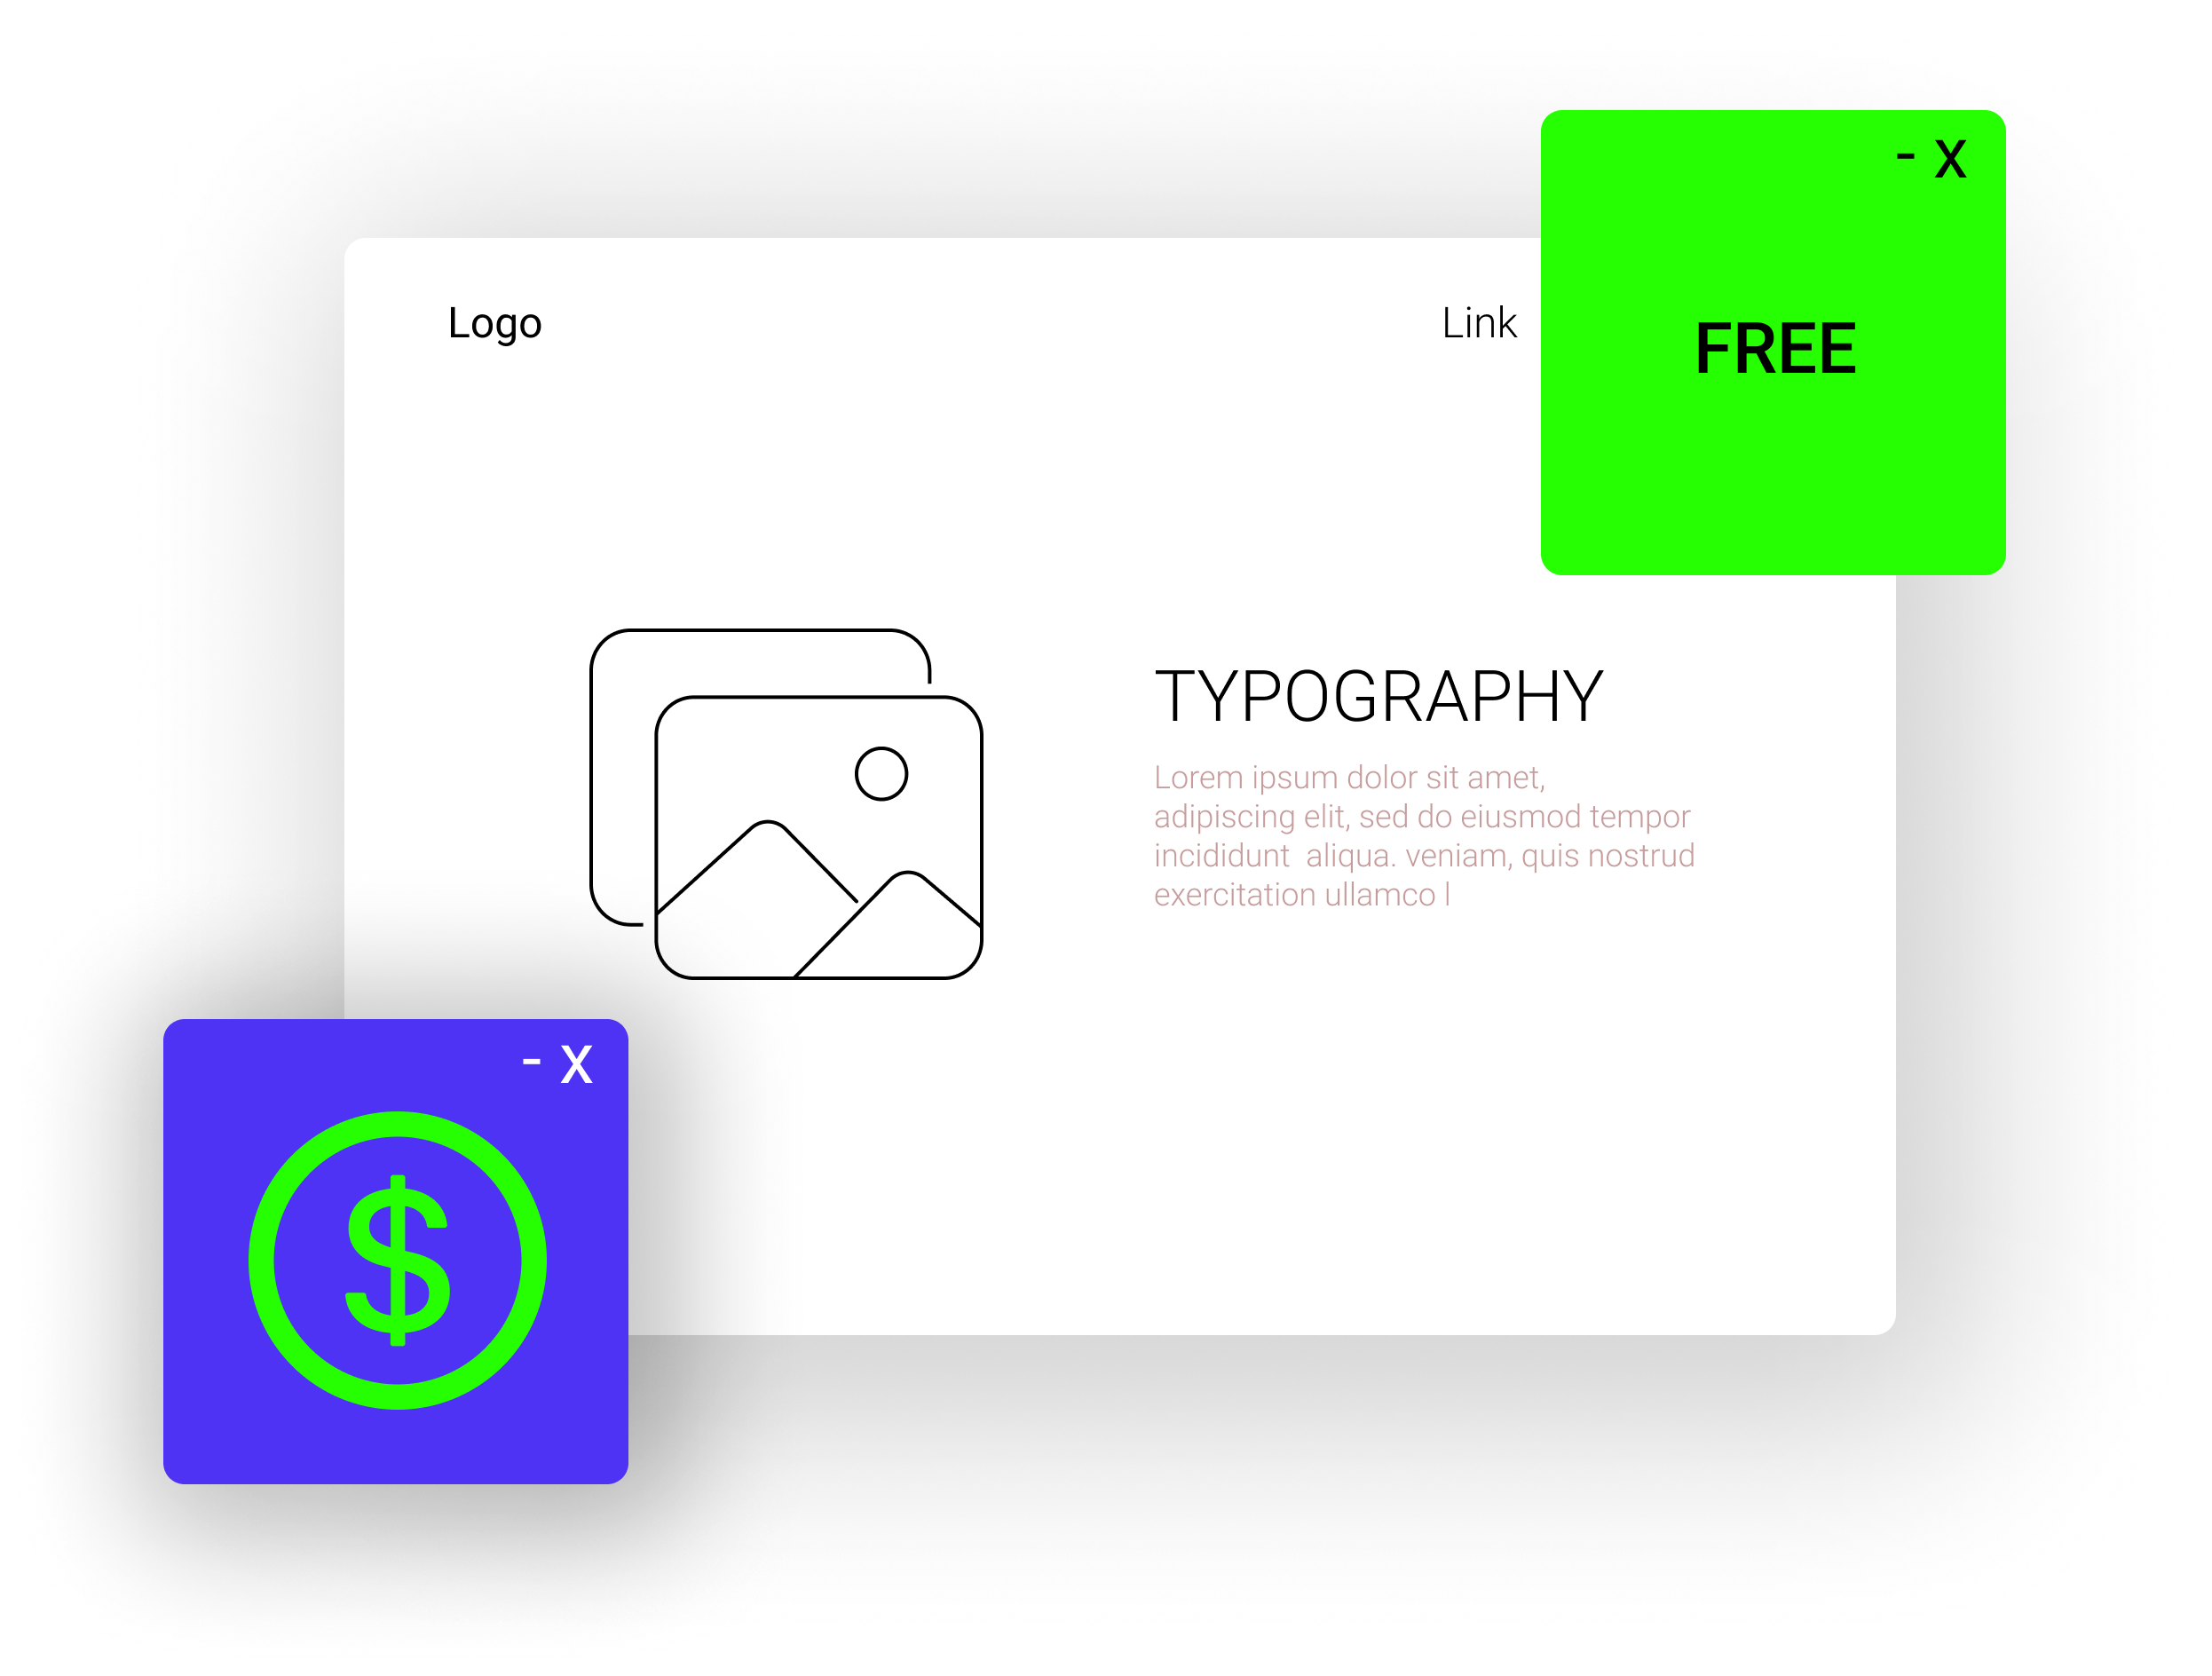 - X
Logo
Link
FREE
TYPOGRAPHY
Lorem ipsum dolor sit amet,
adipiscing elit, sed do eiusmod tempor
incididunt  aliqua. veniam, quis nostrud
exercitation ullamco l
- X
$